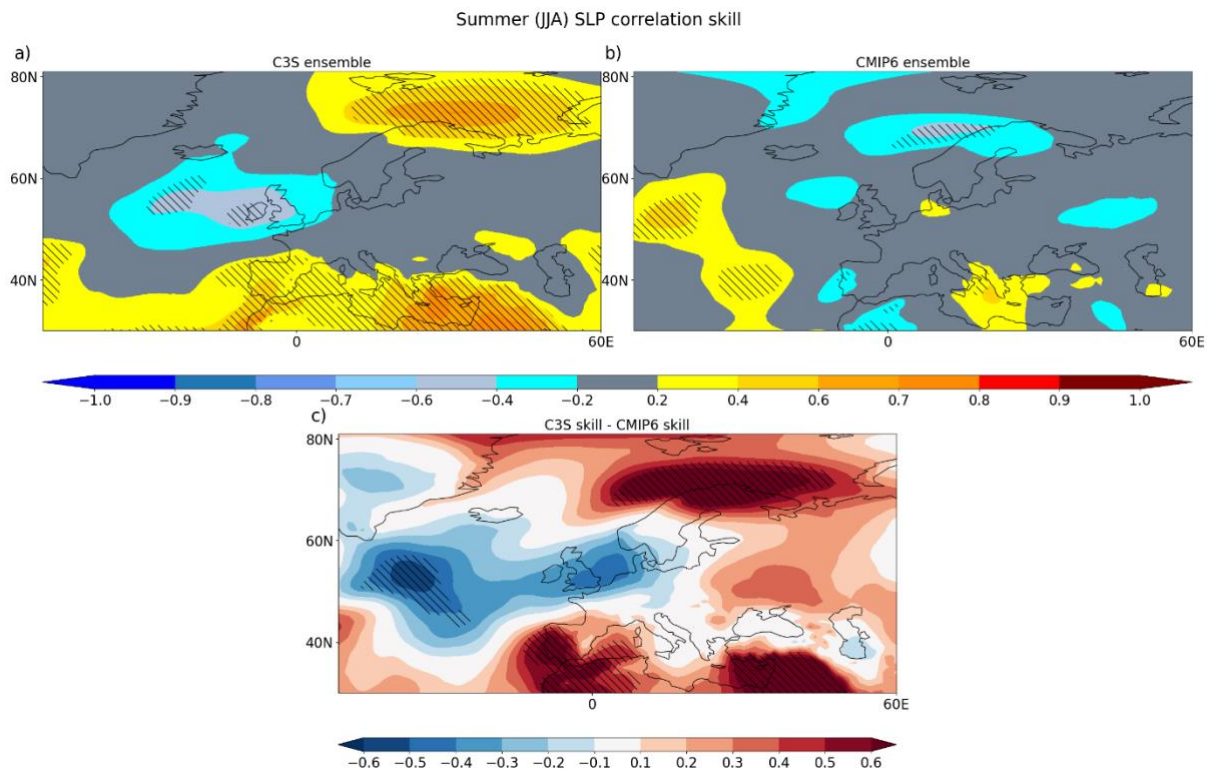 Summer (JJA) SLP correlation skill
a) b)
C3S ensemble CMIP6 ensemble
80N 80N
60N 60N
40N 40N
0 60E 0 60E
−1.0 −0.9 −0.8 −0.7 −0.6 −0.4 −0.2 0.2 0.4 0.6 0.7 0.8 0.9 1.0
c)
C3S skill - CMIP6 skill
80N
60N
40N
0 60E
−0.6 −0.5 −0.4 −0.3 −0.2 −0.1 0.1 0.2 0.3 0.4 0.5 0.6